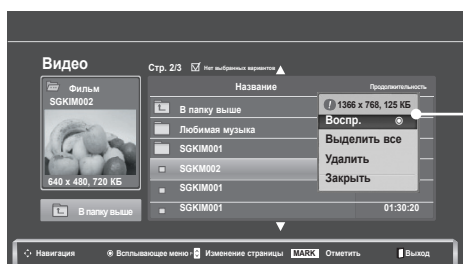 Видео
Стр. 2/3 Нет выбранных вариантов
Фильм
SGKIM002
640 x 480, 720 КБ
В папку выше
Название
Продолжительность
В папку выше
Любимая музыка
SGKIM001
SGKM002
SGKIM001
SGKIM001
01:30:20
1366 x 768, 125 КБ
Воспр.
Выделить все
Удалить
Закрыть
Навигация
Всплывающее меню
Изменение страницы
MARK
Отметить
Выход